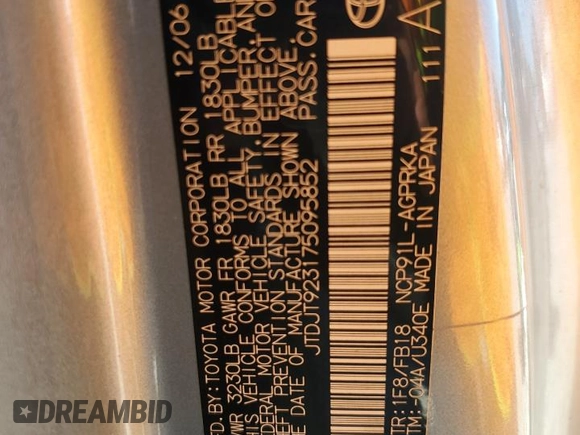 BY: TOYOTA MOTOR CORPORATION 12/06
GVWR 3230LB GAWR FR 1830LB RR 1830LB
THIS VEHICLE CONFORMS TO ALL APPLICABLE
FEDERAL MOTOR VEHICLE SAFETY, BUMPER, AND
THEFT PREVENTION STANDARDS IN EFFECT ON
THE DATE OF MANUFACTURE SHOWN ABOVE.
JTDJT923175095852 PASS. CAR
C/TR: 1F8/FB18 NCP91L-AGPRKA
A/TM: -04A/U340E MADE IN JAPAN 111 A
TOYOTA
DREAMBID